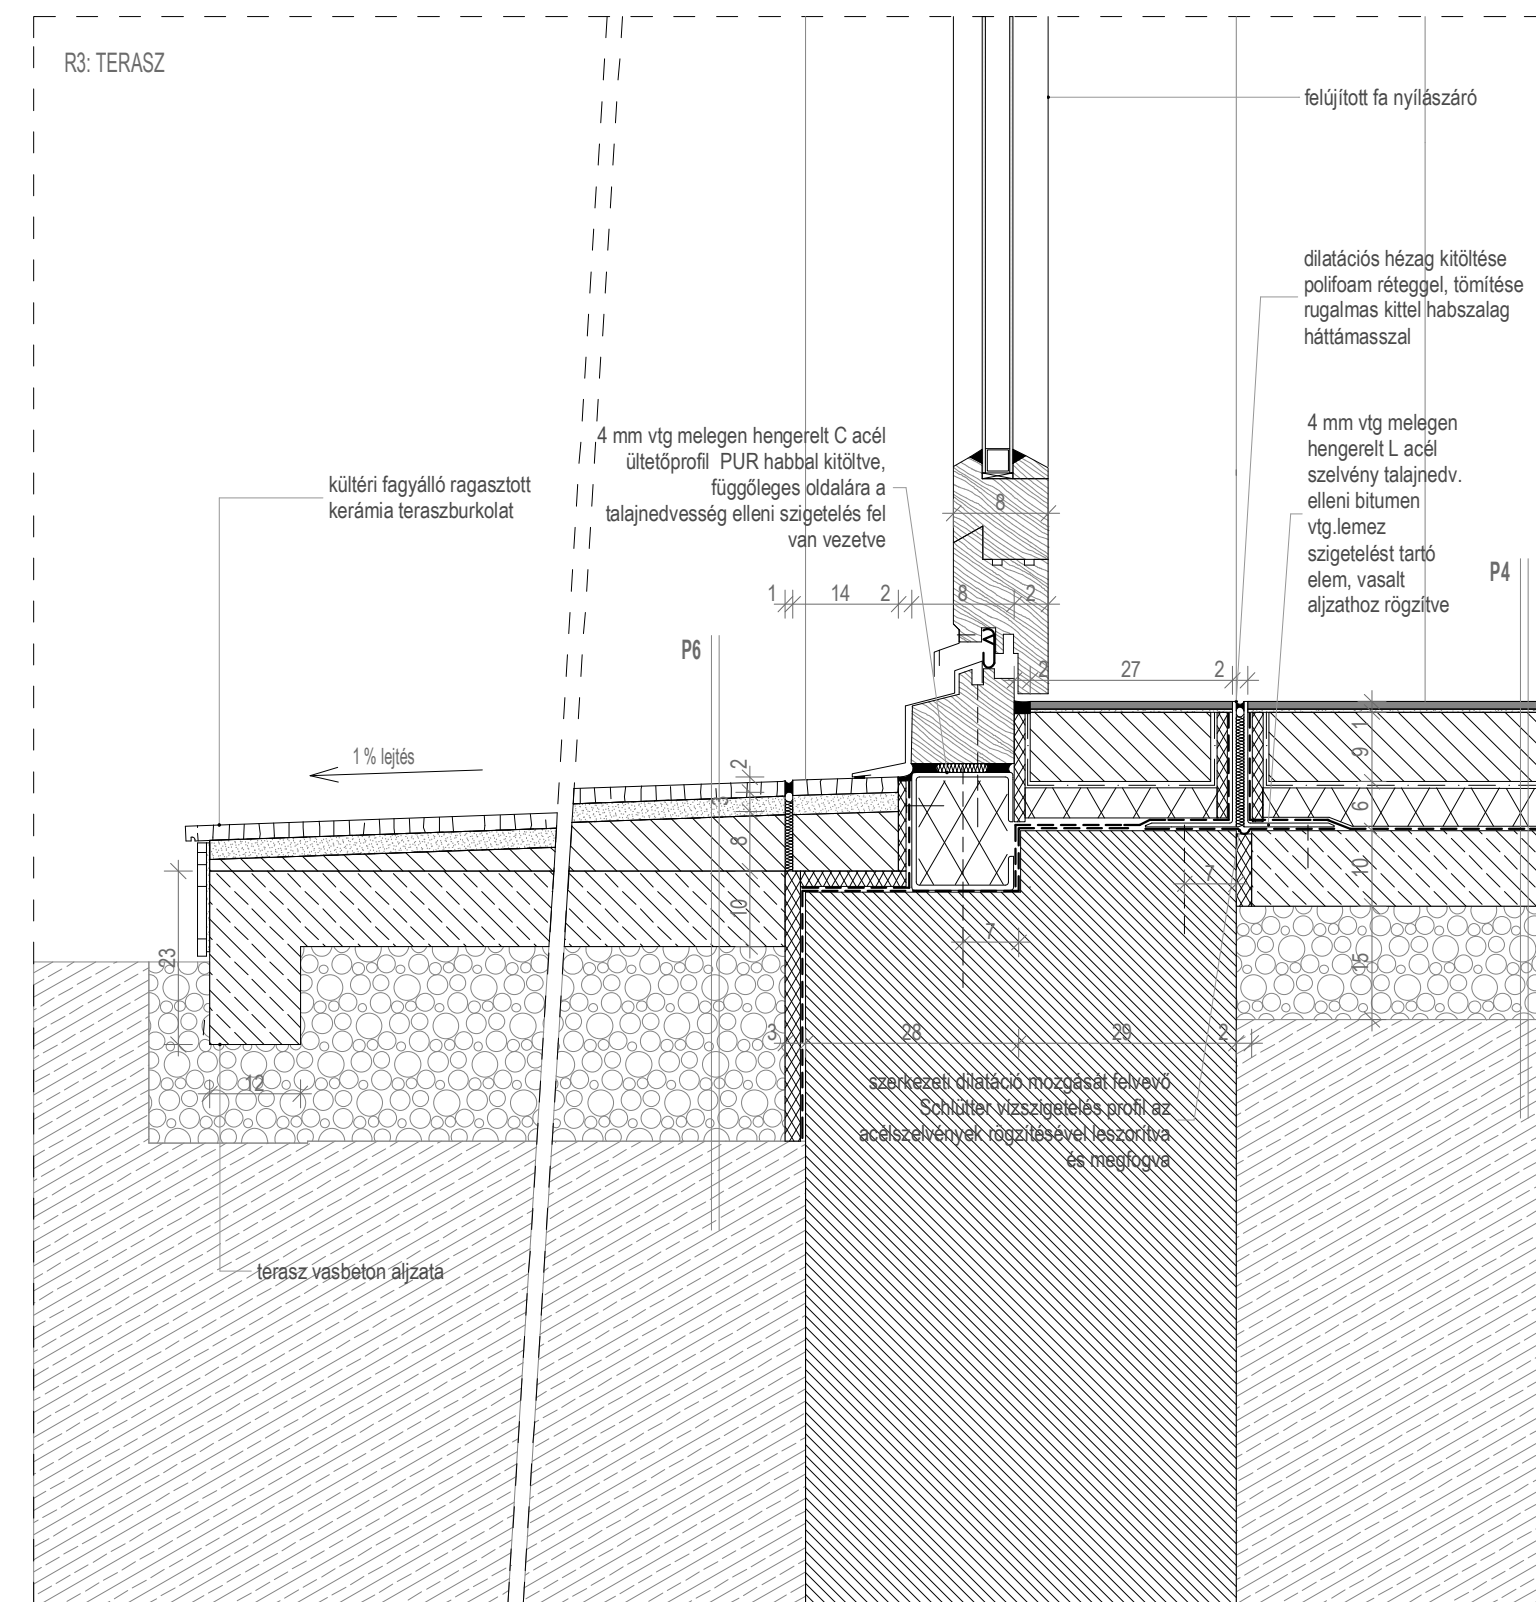 R3: TERASZ
felújított fa nyílászáró
dilatációs hézag kitöltése
polifoam réteggel, tömítése
rugalmas kittel habszalag
háttámasszal
4 mm vtg melegen
hengerelt L acél
szelvény talajnedv.
elleni bitumen
vtg.lemez
szigetelést tartó
elem, vasalt
aljzathoz rögzítve
4 mm vtg melegen hengerelt C acél
ültetőprofil PUR habbal kitöltve,
függőleges oldalára a
talajnedvesség elleni szigetelés fel
van vezetve
kültéri fagyálló ragasztott
kerámia teraszburkolat
8
P4
1 14 2 8 2
P6
2 27 2
1 % lejtés
2
3
8
10
1
9
6
10
15
7
7
23
12
3 28 29 2
szerkezeti dilatáció mozgását felvevő
Schlütter vízszigetelés profil az
acélszelvények rögzítésével leszorítva
és megfogva
terasz vasbeton aljzata